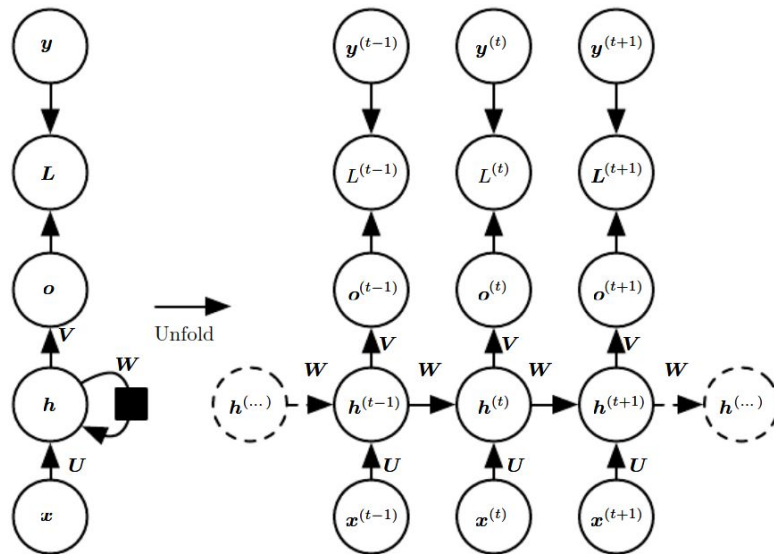 y y^(t−1) y^(t) y^(t+1)
L L^(t−1) L^(t) L^(t+1)
o o^(t−1) o^(t) o^(t+1)
Unfold
V V V V
W W W W W
h h^(...) h^(t−1) h^(t) h^(t+1) h^(...)
U U U U
x x^(t−1) x^(t) x^(t+1)